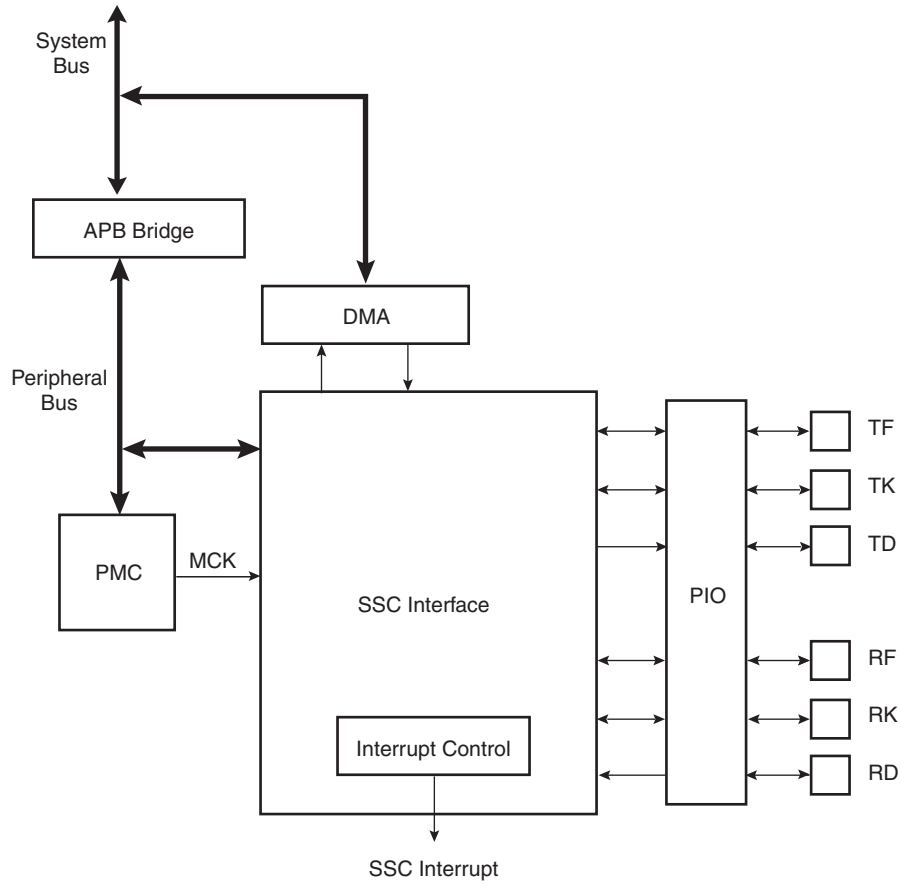 System
Bus
APB Bridge
DMA
Peripheral
Bus
PMC
MCK
SSC Interface
PIO
TF
TK
TD
RF
RK
RD
Interrupt Control
SSC Interrupt